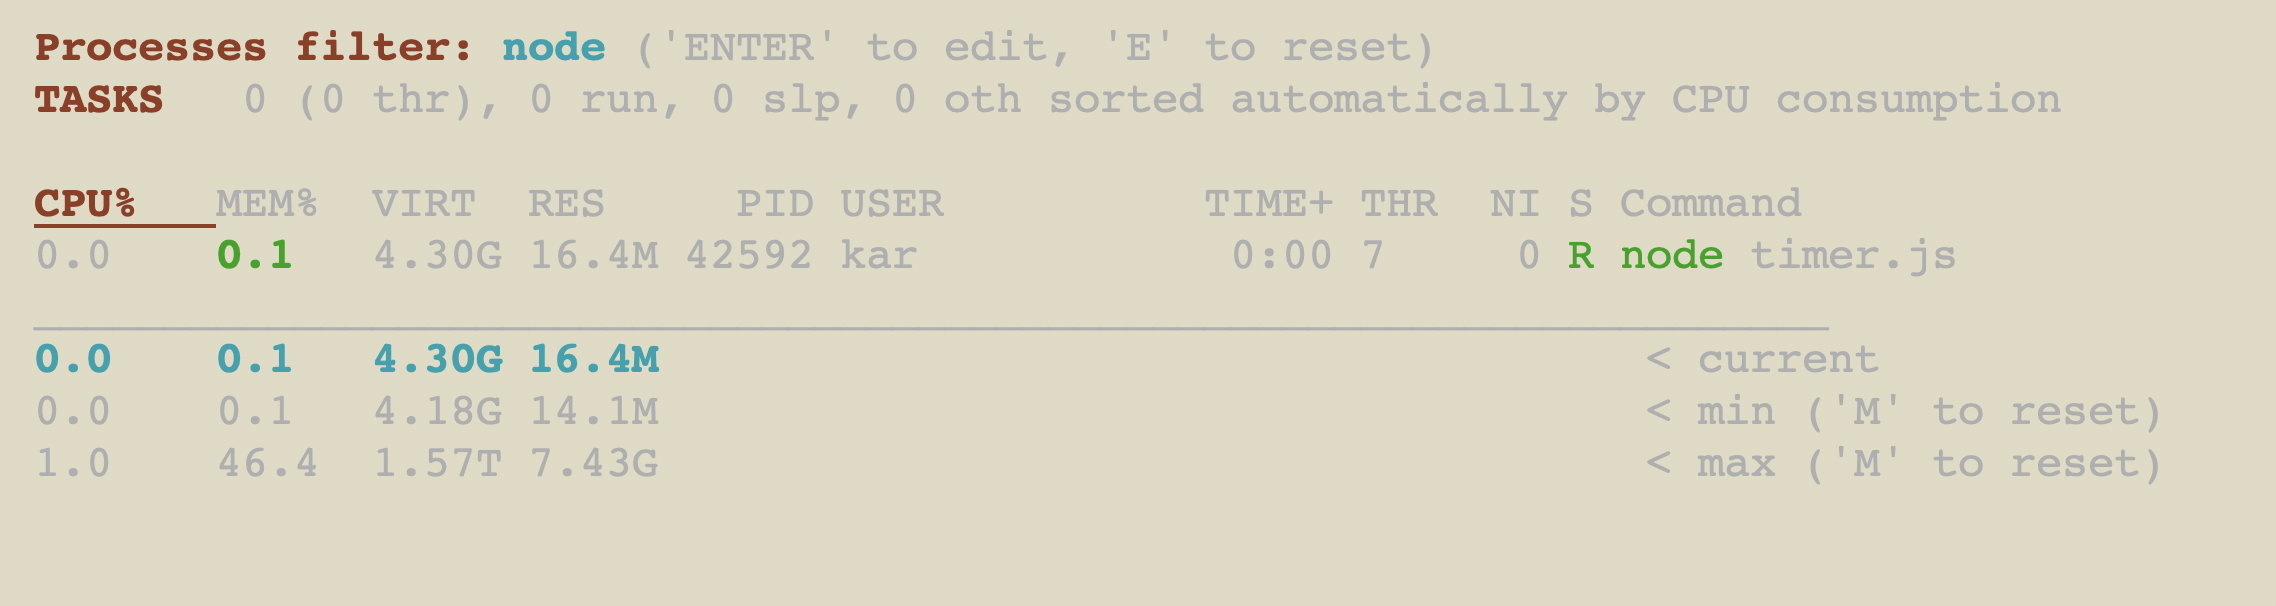 Processes filter: node ('ENTER' to edit, 'E' to reset)
TASKS   0 (0 thr), 0 run, 0 slp, 0 oth sorted automatically by CPU consumption
CPU%   MEM%  VIRT  RES     PID USER          TIME+ THR  NI S Command
0.0    0.1   4.30G 16.4M 42592 kar            0:00 7     0 R node timer.js
0.0    0.1   4.30G 16.4M                                      < current
0.0    0.1   4.18G 14.1M                                      < min ('M' to reset)
1.0    46.4  1.57T 7.43G                                      < max ('M' to reset)